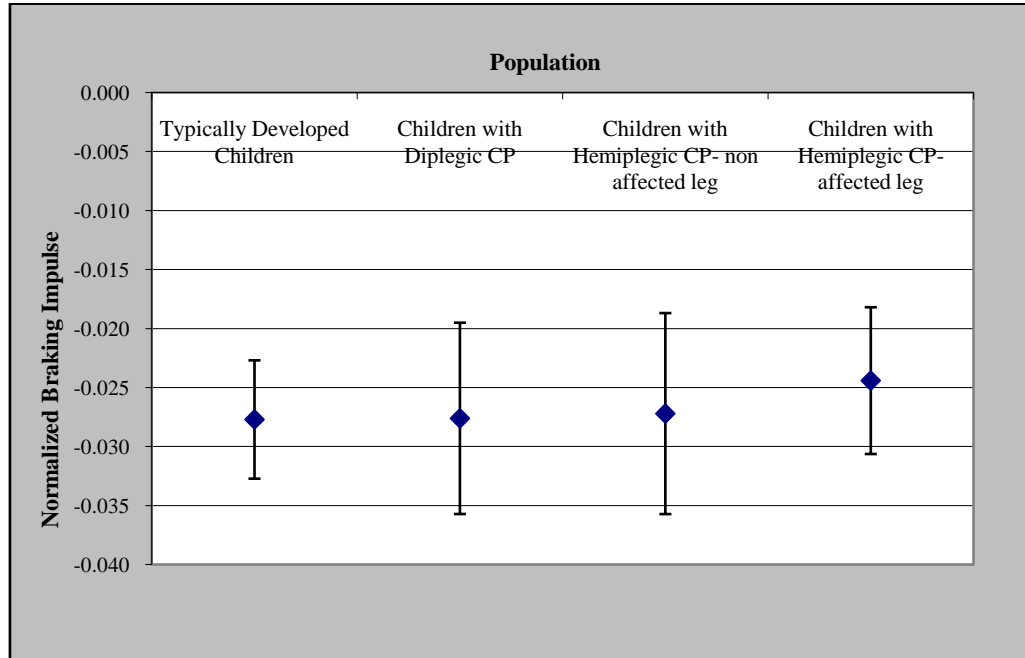 Population
0.000
-0.005
-0.010
-0.015
-0.020
-0.025
-0.030
-0.035
-0.040
Normalized Braking Impulse
Typically Developed
Children
Children with
Diplegic CP
Children with
Hemiplegic CP- non
affected leg
Children with
Hemiplegic CP-
affected leg